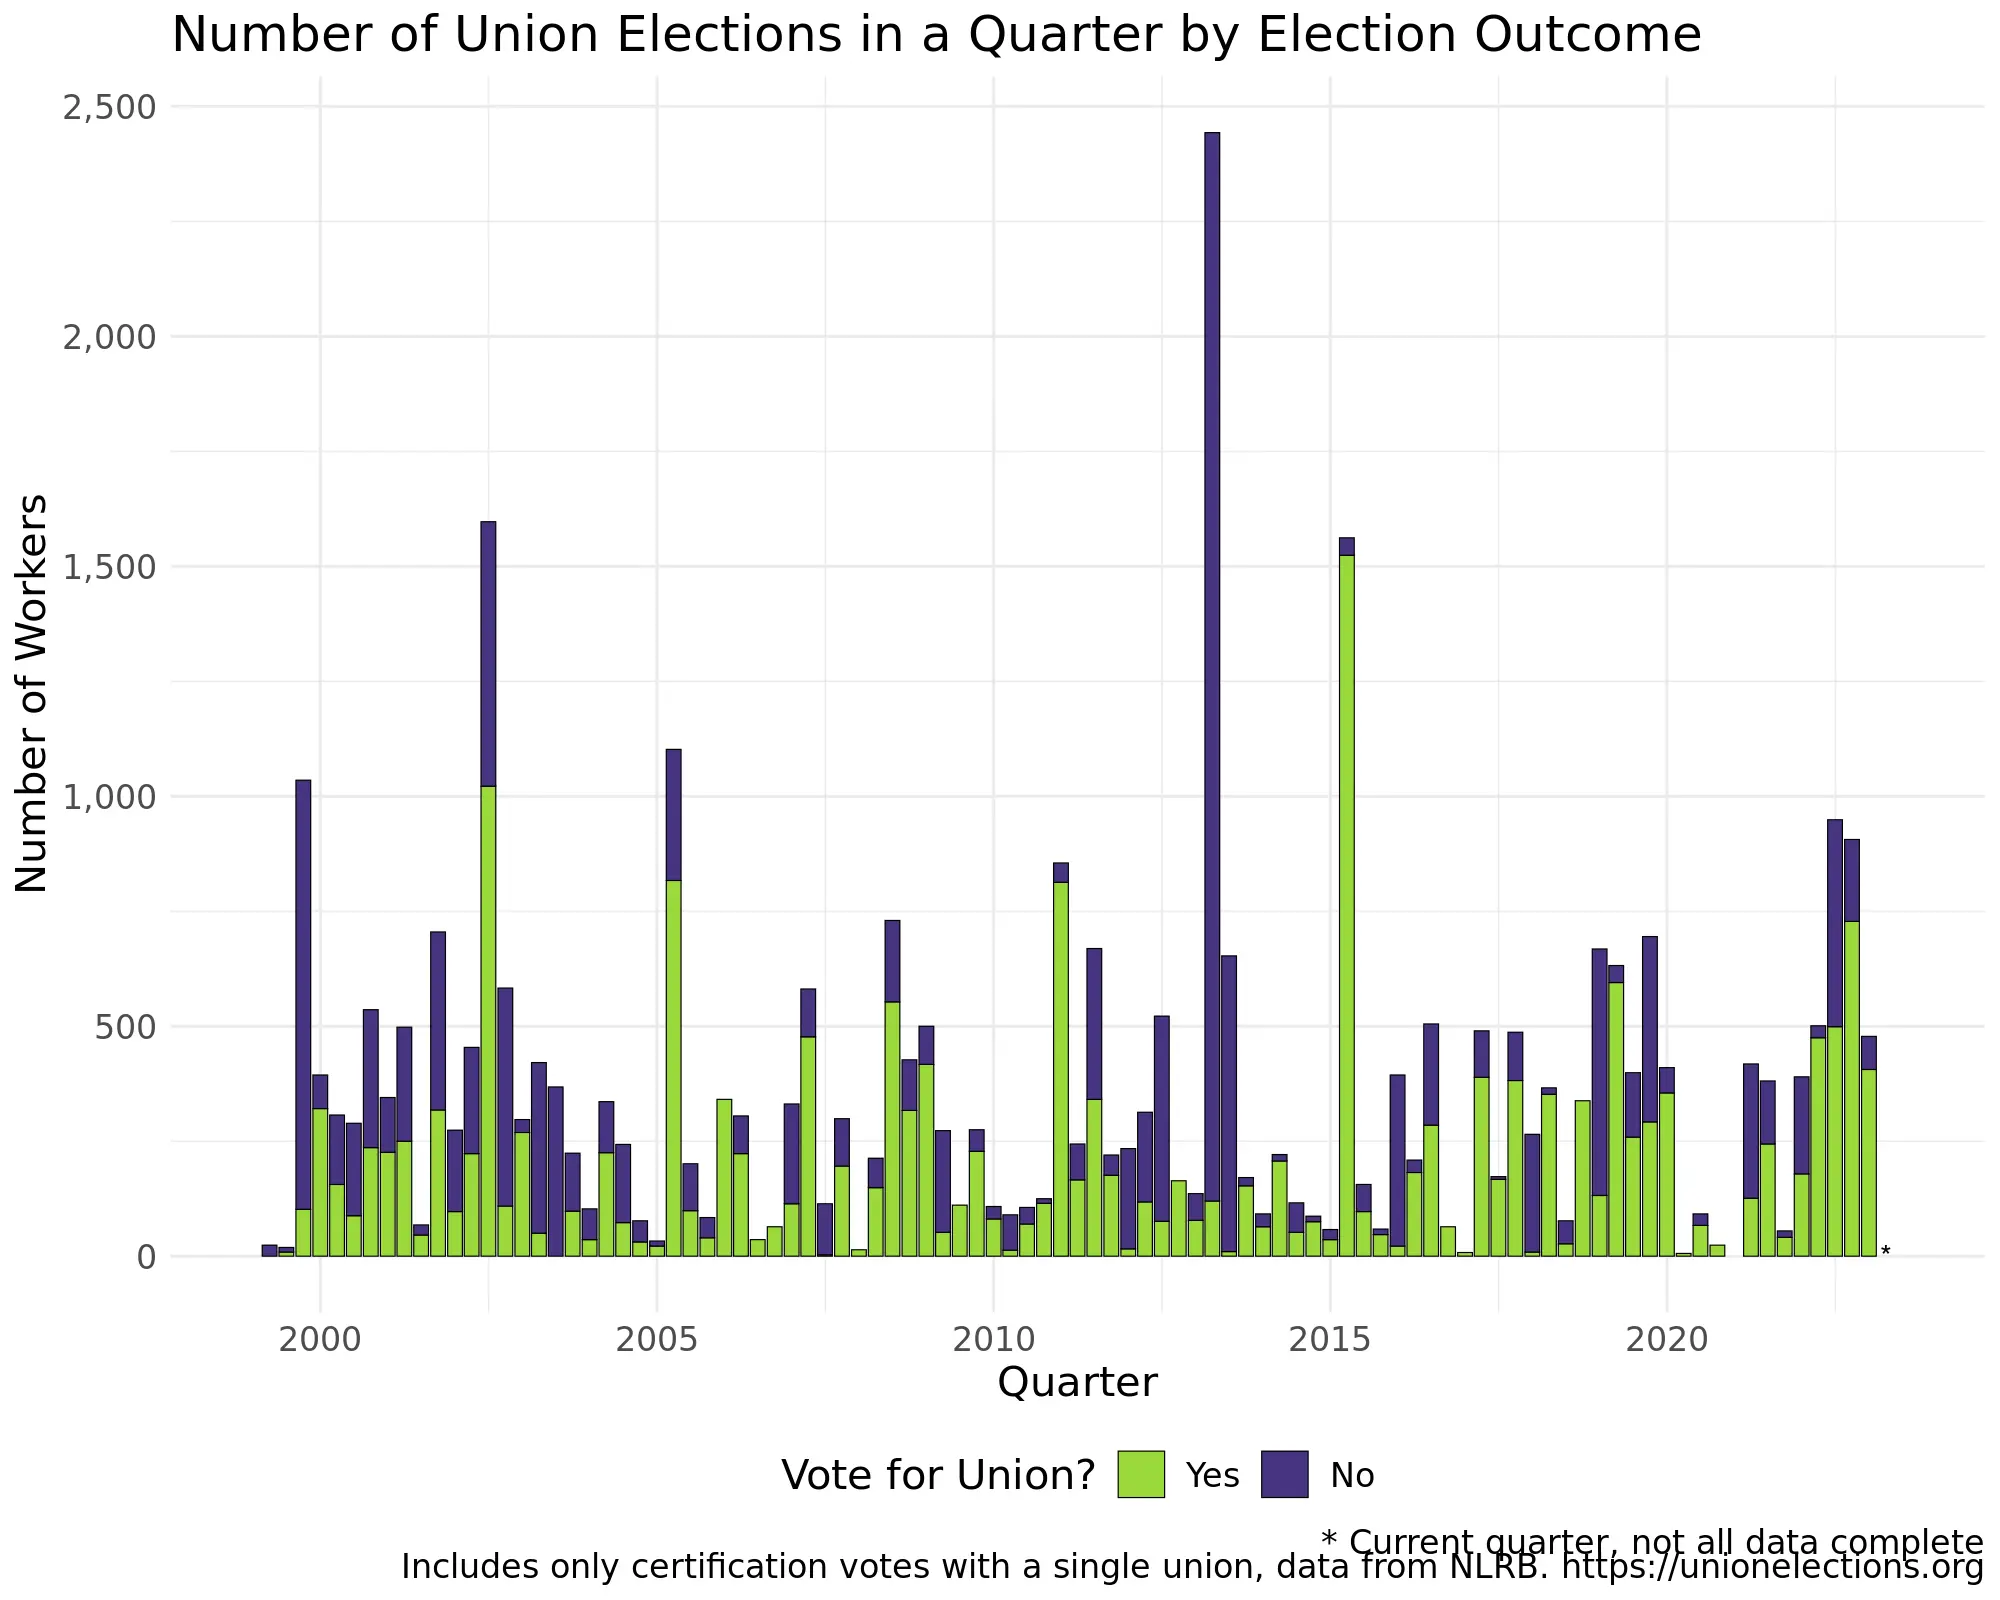 Number of Union Elections in a Quarter by Election Outcome
2,500
2,000
1,500
1,000
500
0
Number of Workers
*
2000 2005 2010 2015 2020
Quarter
Vote for Union? Yes No
* Current quarter, not all data complete
Includes only certification votes with a single union, data from NLRB. https://unionelections.org